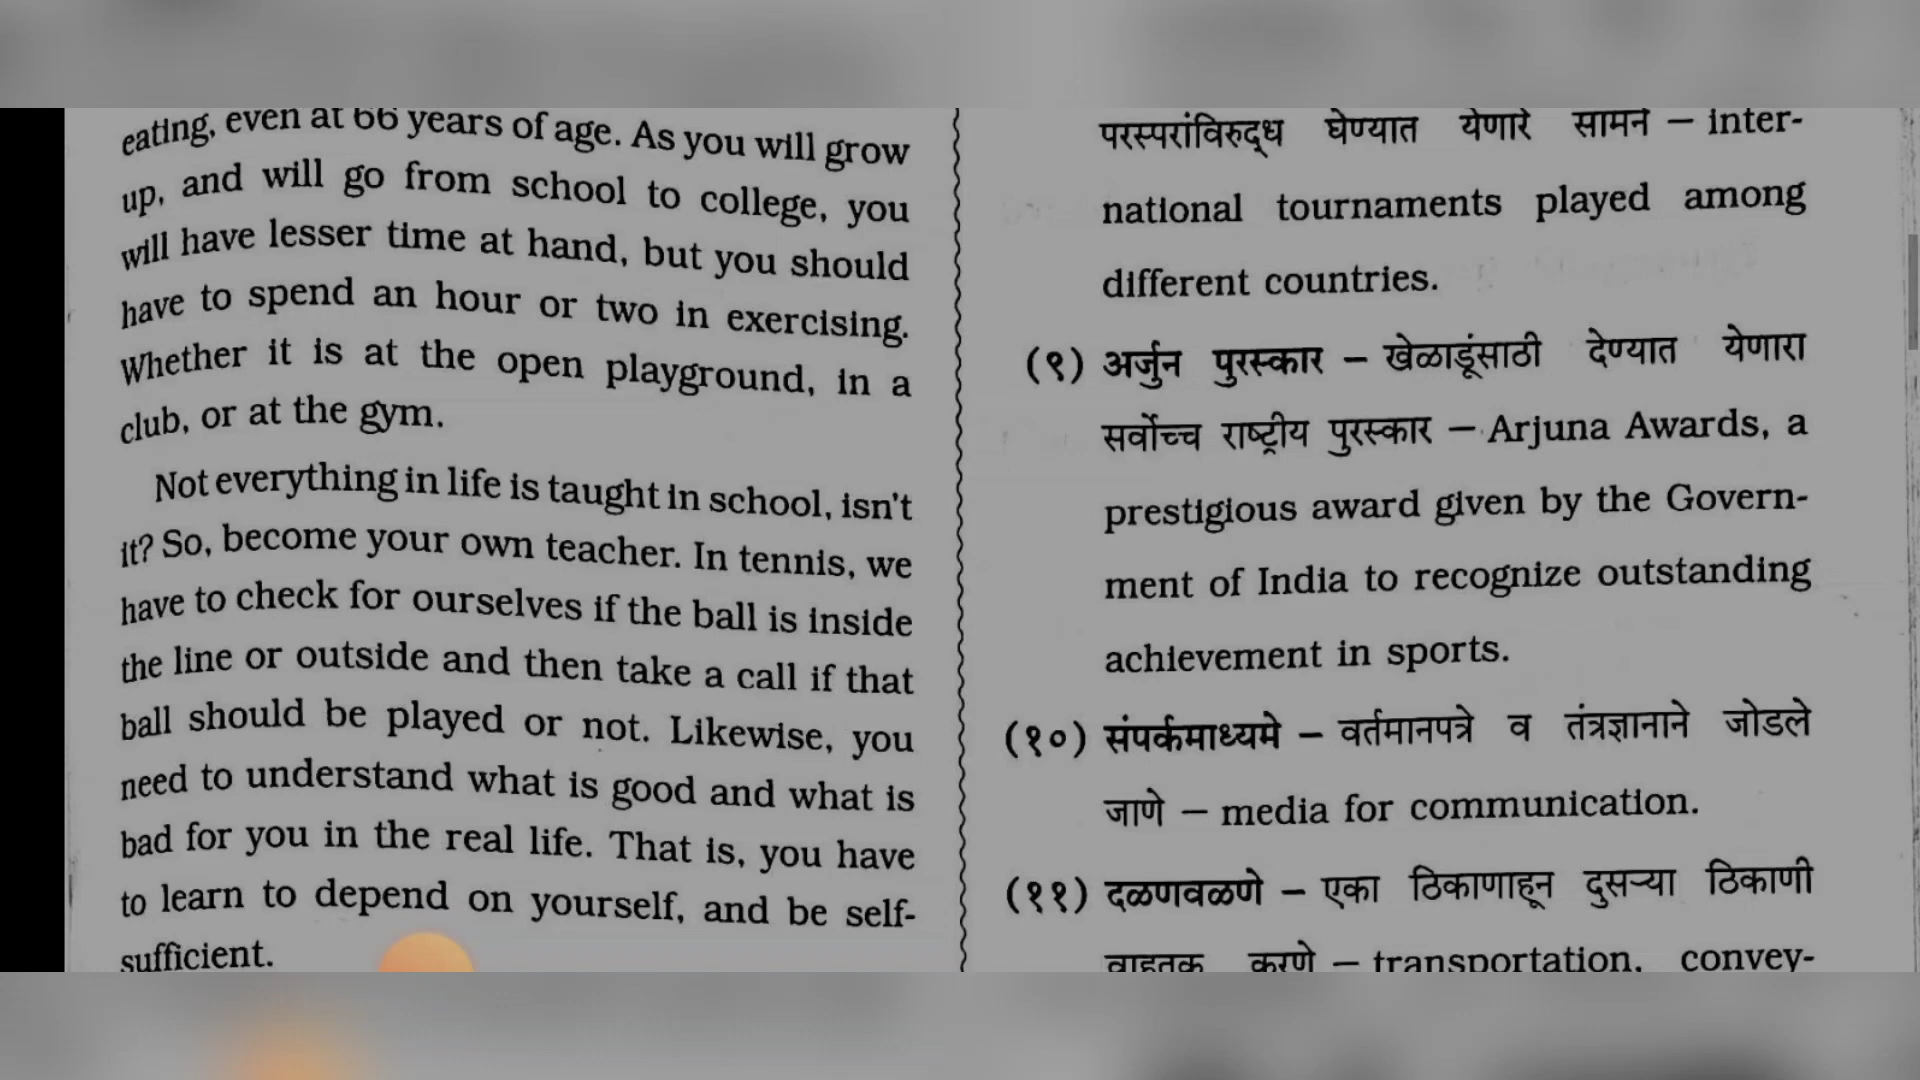 eating, even at 66 years of age. As you will grow
up, and will go from school to college, you
will have lesser time at hand, but you should
have to spend an hour or two in exercising.
Whether it is at the open playground, in a
club, or at the gym.
Not everything in life is taught in school, isn't
it? So, become your own teacher. In tennis, we
have to check for ourselves if the ball is inside
the line or outside and then take a call if that
ball should be played or not. Likewise, you
need to understand what is good and what is
bad for you in the real life. That is, you have
to learn to depend on yourself, and be self-
sufficient.
परस्परांविरुद्ध घेण्यात येणारे सामने – inter-
national tournaments played among
different countries.
(९) अर्जुन पुरस्कार – खेळाडूंसाठी देण्यात येणारा
सर्वोच्च राष्ट्रीय पुरस्कार – Arjuna Awards, a
prestigious award given by the Govern-
ment of India to recognize outstanding
achievement in sports.
(१०) संपर्कमाध्यमे – वर्तमानपत्रे व तंत्रज्ञानाने जोडले
जाणे – media for communication.
(११) दळणवळणे – एका ठिकाणाहून दुसऱ्या ठिकाणी
वाहतूक करणे – transportation, convey-